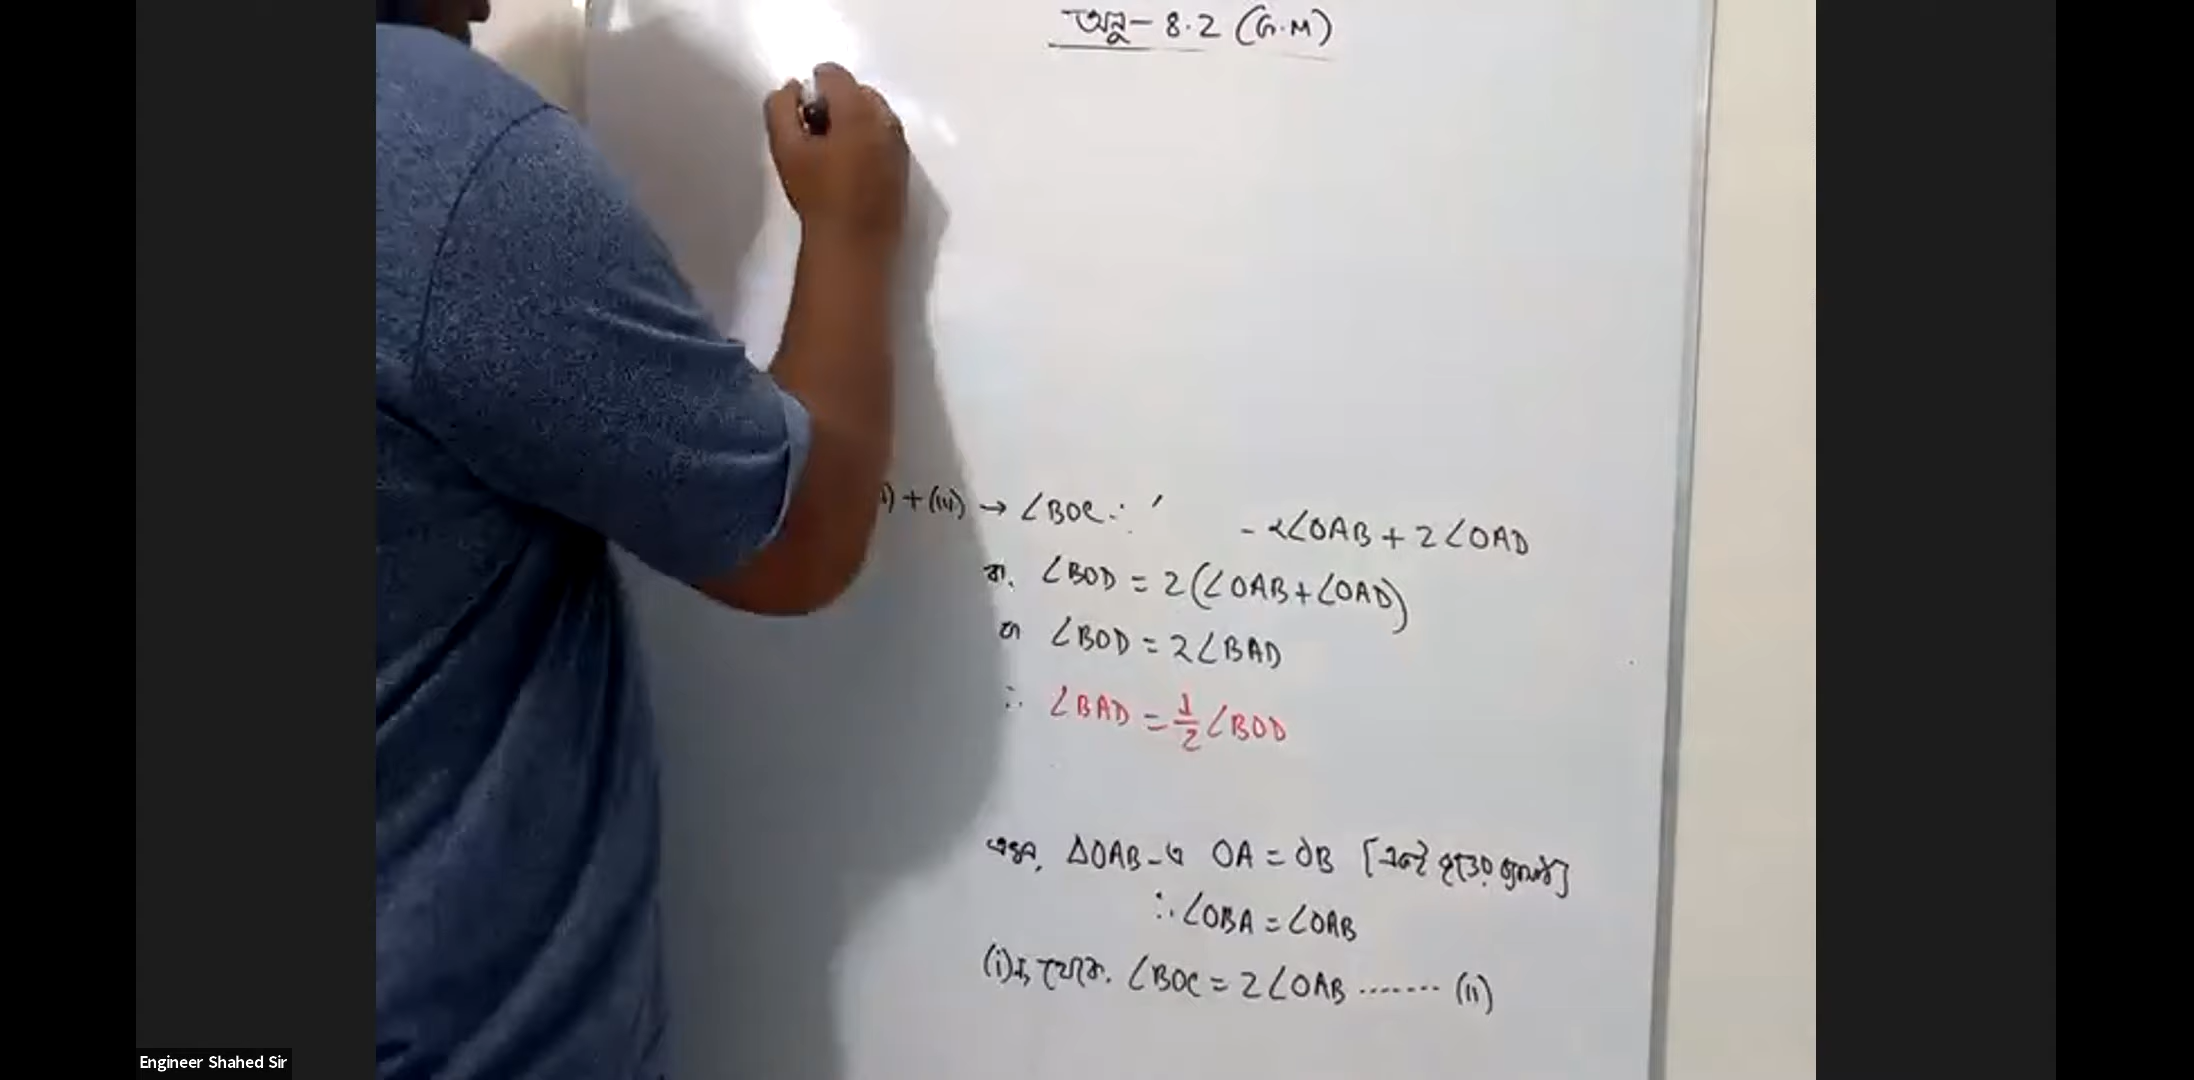 অনু- 8.2 (G.M)
) + (iii) → ∠BOC ∴ - 2∠OAB + 2∠OAD
বা, ∠BOD = 2(∠OAB + ∠OAD)
বা ∠BOD = 2∠BAD
∴ ∠BAD = 1/2 ∠BOD
এখন, ΔOAB-এ OA = OB [একই বৃত্তের ব্যাসার্ধ]
∴ ∠OBA = ∠OAB
(i)নং থেকে, ∠BOC = 2∠OAB ....... (ii)
Engineer Shahed Sir